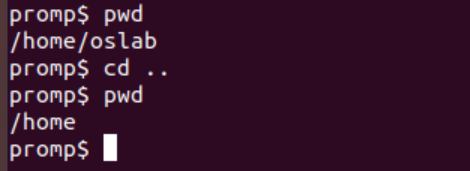 promp$ pwd
/home/oslab
promp$ cd ..
promp$ pwd
/home
promp$